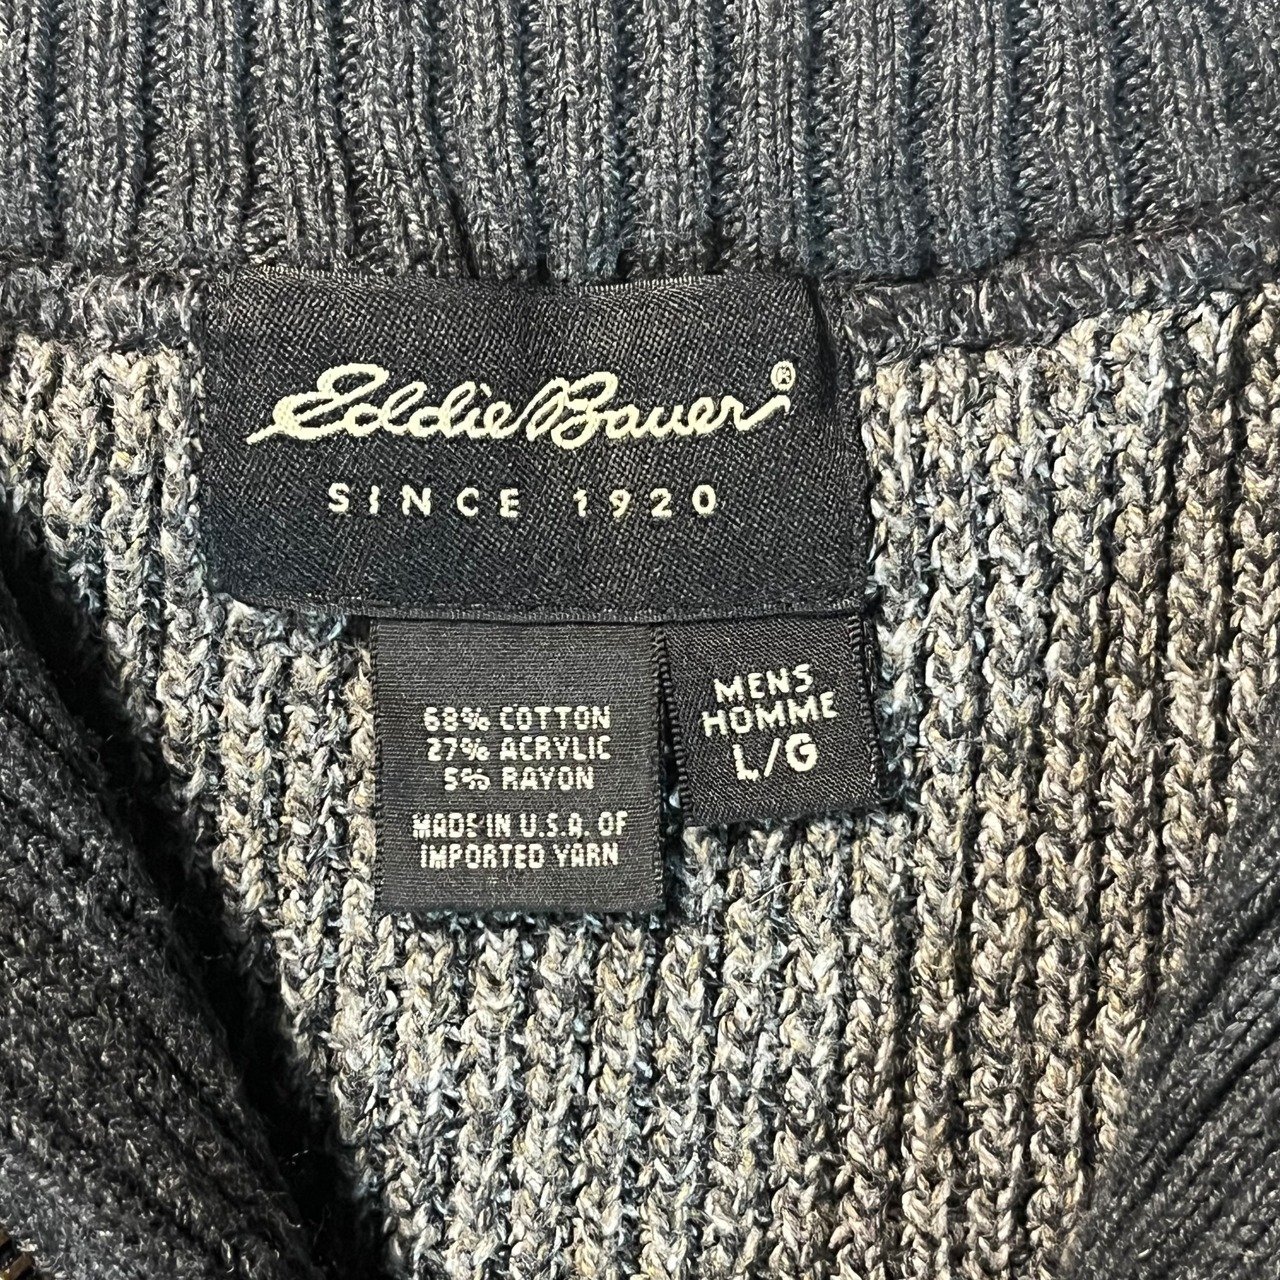 Eddie Bauer®
SINCE 1920
68% COTTON
27% ACRYLIC
5% RAYON
MADE IN U.S.A. OF
IMPORTED YARN
MENS
HOMME
L/G